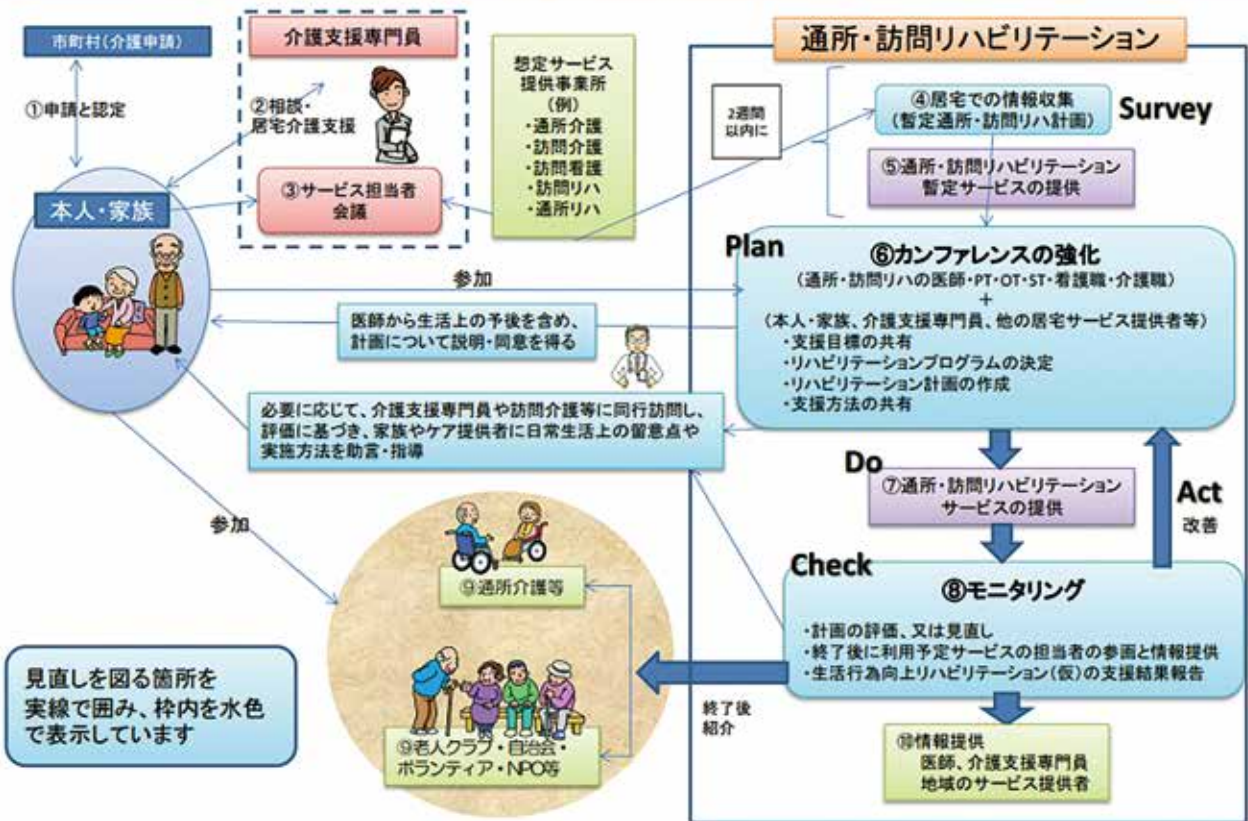 市町村(介護申請)
①申請と認定
介護支援専門員
②相談・
居宅介護支援
③サービス担当者
会議
想定サービス
提供事業所
(例)
・通所介護
・訪問介護
・訪問看護
・訪問リハ
・通所リハ
本人・家族
通所・訪問リハビリテーション
2週間
以内に
④居宅での情報収集
(暫定通所・訪問リハ計画)
Survey
⑤通所・訪問リハビリテーション
暫定サービスの提供
Plan
⑥カンファレンスの強化
(通所・訪問リハの医師・PT・OT・ST・看護職・介護職)
+
(本人・家族、介護支援専門員、他の居宅サービス提供者等)
・支援目標の共有
・リハビリテーションプログラムの決定
・リハビリテーション計画の作成
・支援方法の共有
参加
医師から生活上の予後を含め、
計画について説明・同意を得る
必要に応じて、介護支援専門員や訪問介護等に同行訪問し、
評価に基づき、家族やケア提供者に日常生活上の留意点や
実施方法を助言・指導
Do
⑦通所・訪問リハビリテーション
サービスの提供
Act
改善
Check
⑧モニタリング
・計画の評価、又は見直し
・終了後に利用予定サービスの担当者の参画と情報提供
・生活行為向上リハビリテーション(仮)の支援結果報告
参加
⑨通所介護等
⑨老人クラブ・自治会・
ボランティア・NPO等
終了後
紹介
⑩情報提供
医師、介護支援専門員
地域のサービス提供者
見直しを図る箇所を
実線で囲み、枠内を水色
で表示しています